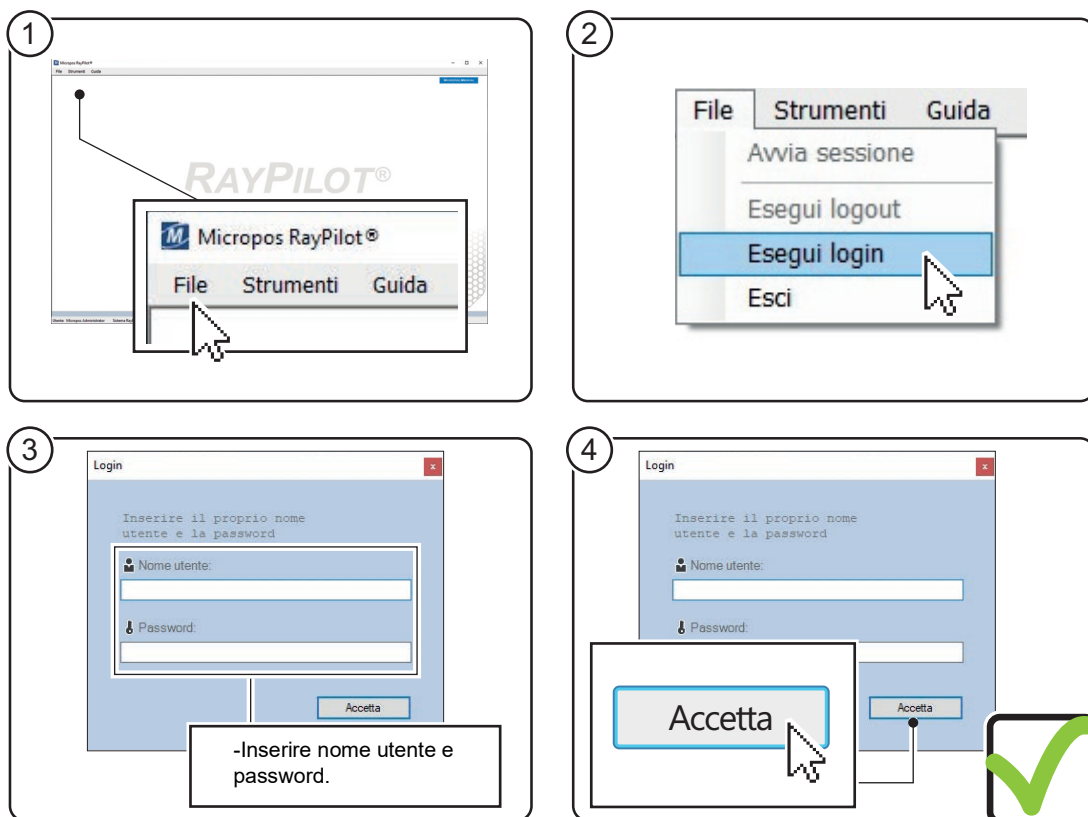 1
Micropos RayPilot®
File Strumenti Guida
RAYPILOT®
Micropos RayPilot®
File Strumenti Guida
2
File Strumenti Guida
Avvia sessione
Esegui logout
Esegui login
Esci
3
Login
x
Inserire il proprio nome
utente e la password
Nome utente:
Password:
Accetta
-Inserire nome utente e
password.
4
Login
x
Inserire il proprio nome
utente e la password
Nome utente:
Password:
Accetta
Accetta